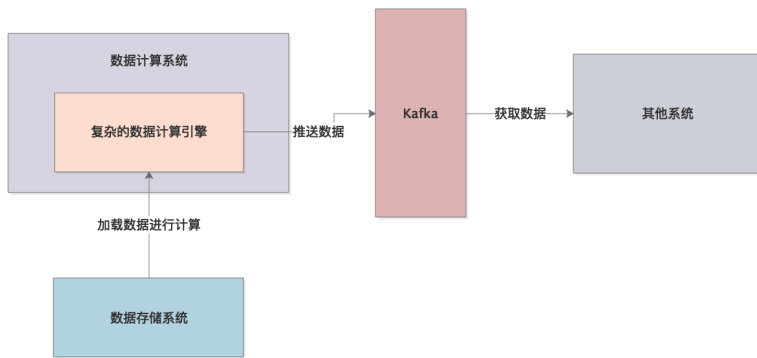 数据计算系统
复杂的数据计算引擎
推送数据
Kafka
获取数据
其他系统
加载数据进行计算
数据存储系统